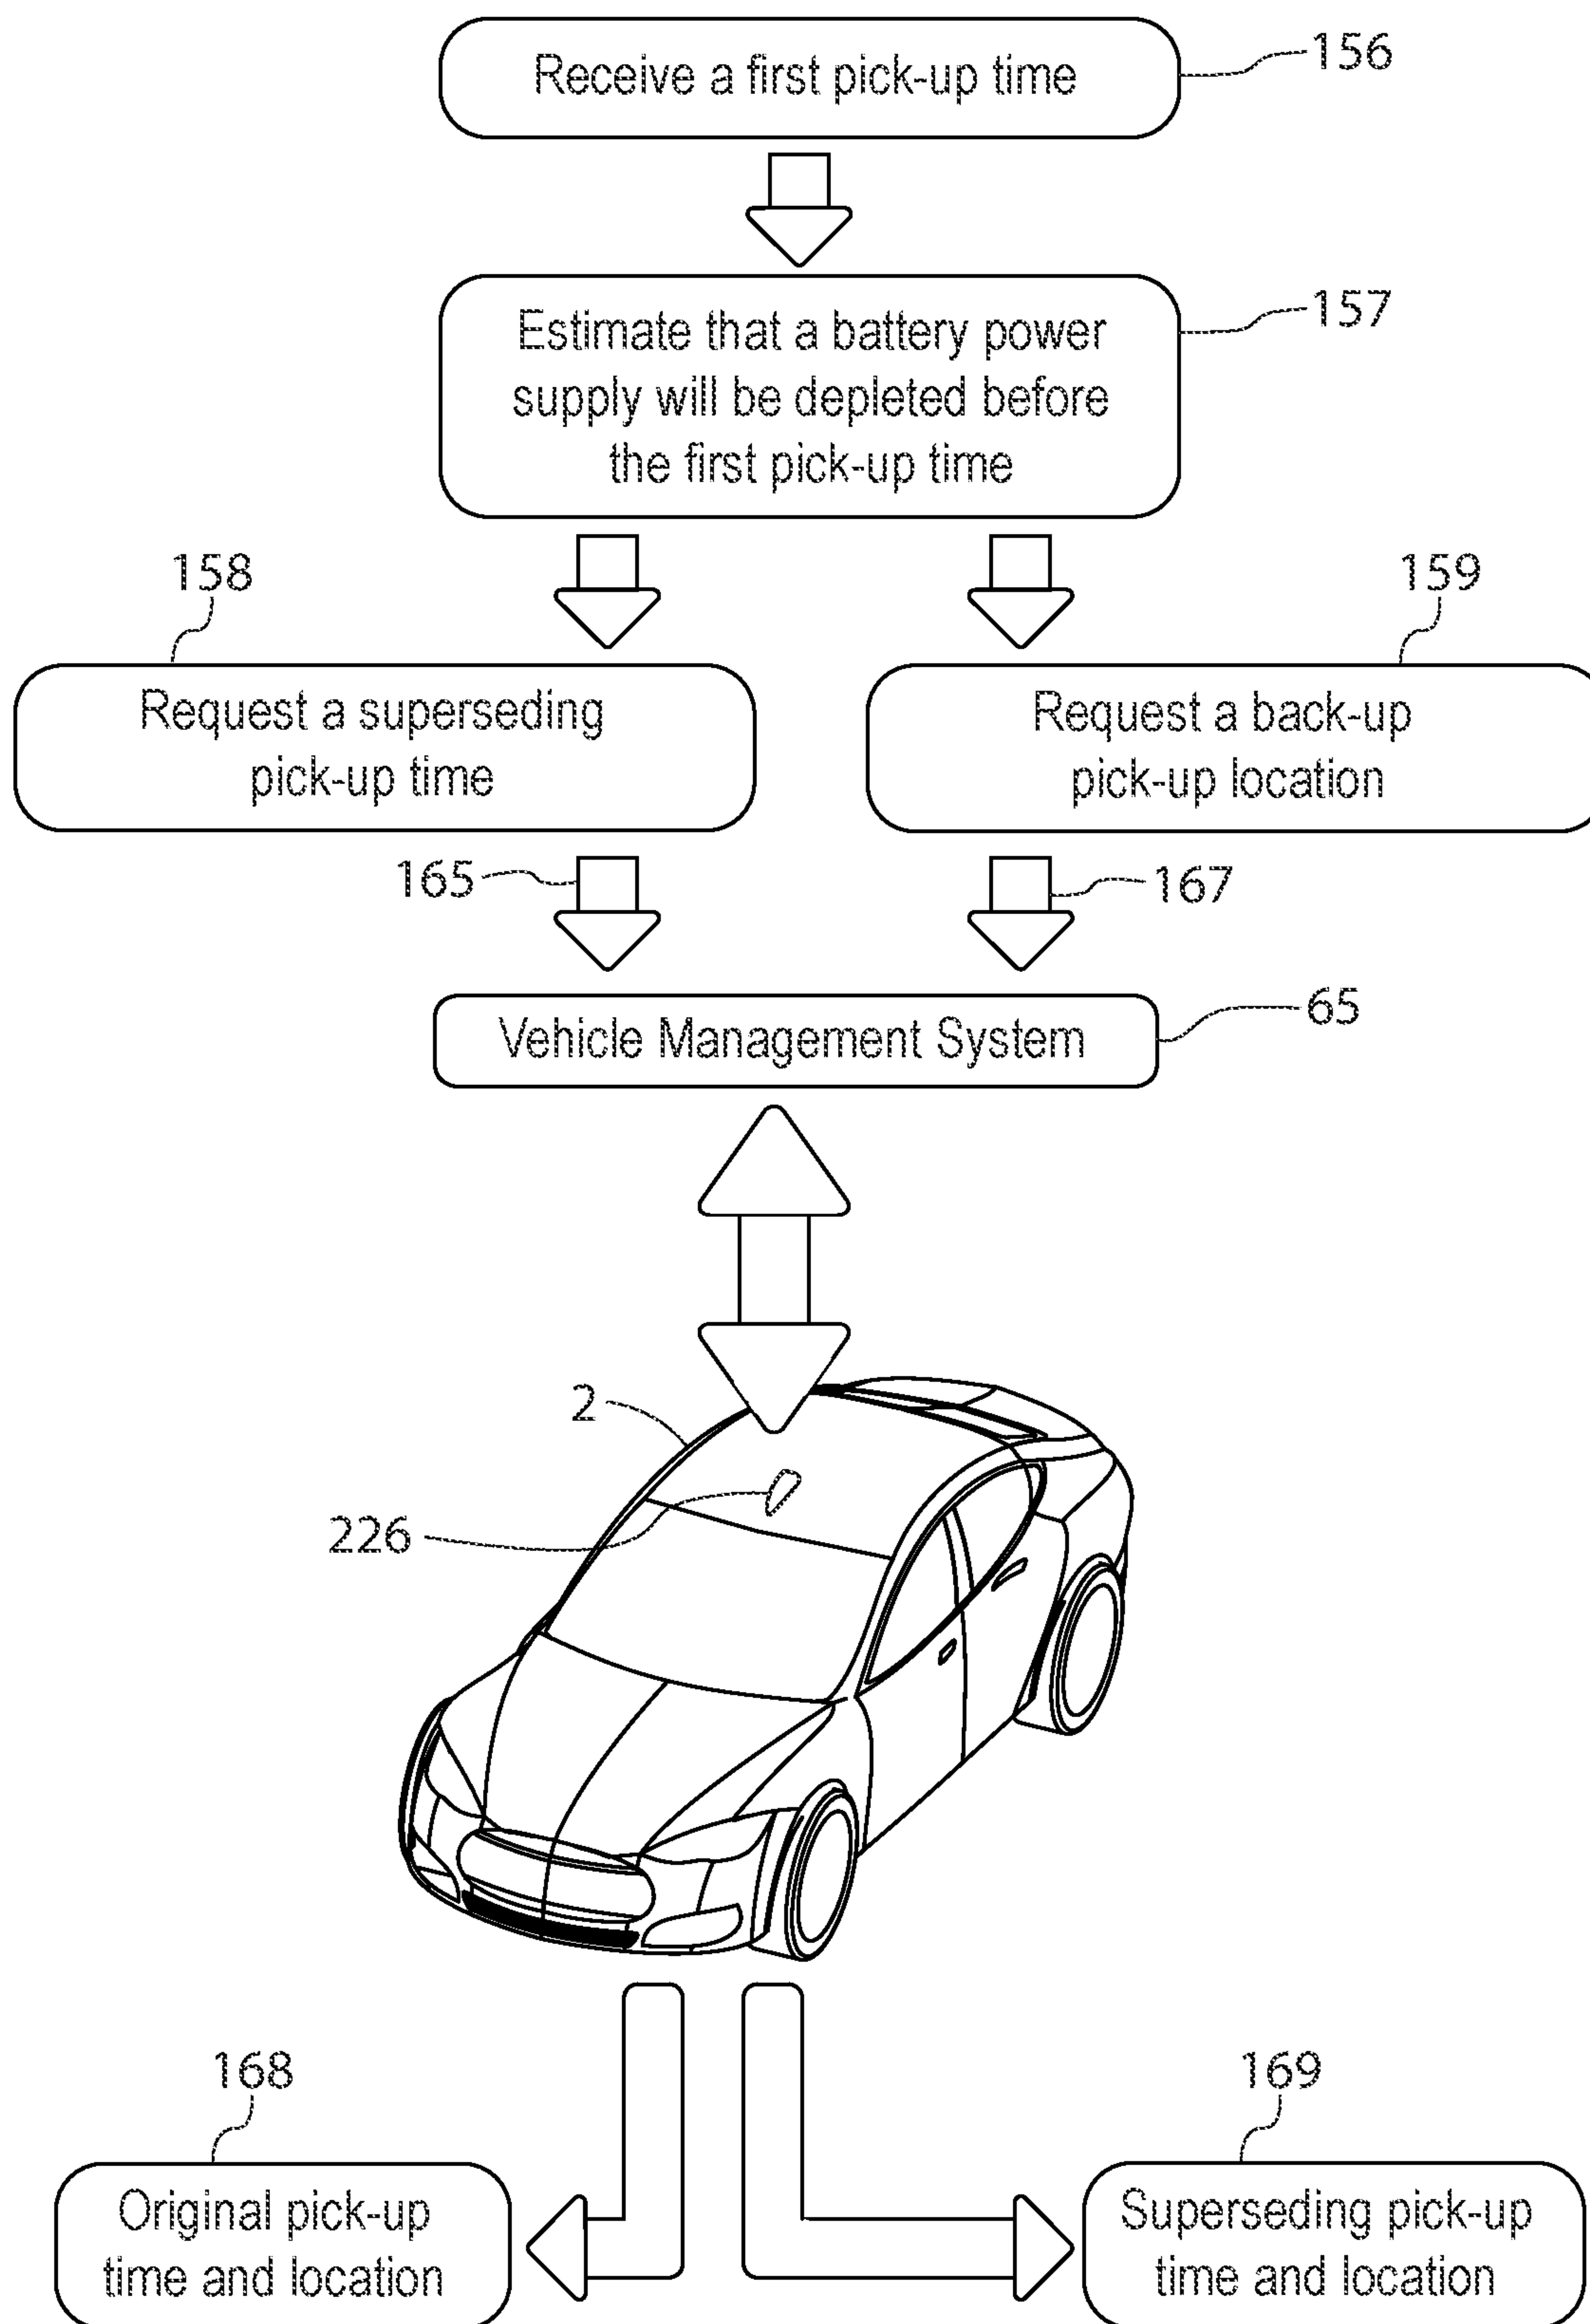 Receive a first pick-up time
156
Estimate that a battery power
supply will be depleted before
the first pick-up time
157
158
159
Request a superseding
pick-up time
Request a back-up
pick-up location
165
167
Vehicle Management System
65
2
226
168
169
Original pick-up
time and location
Superseding pick-up
time and location